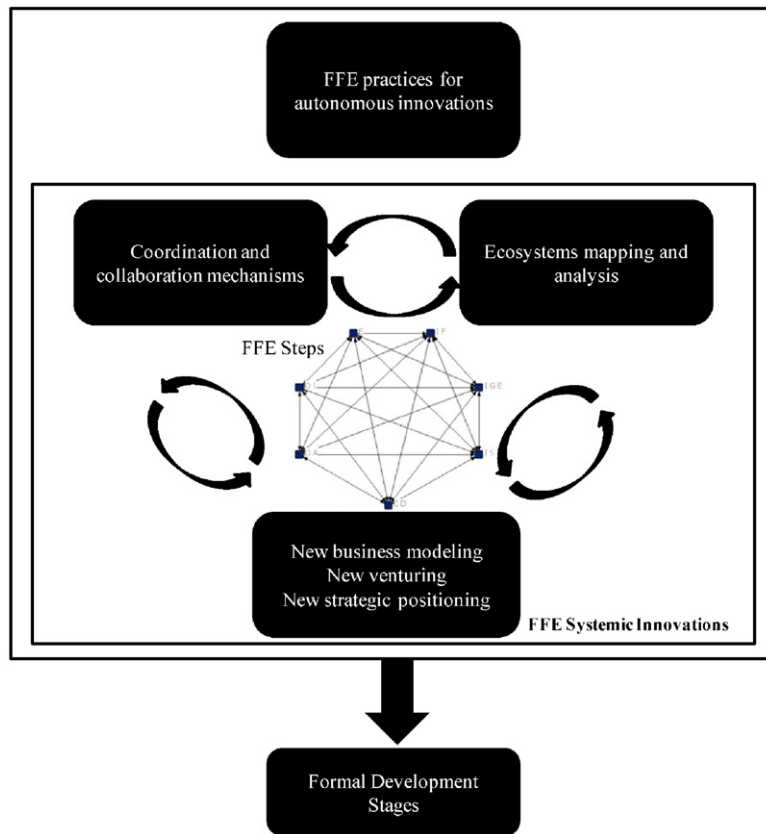 FFE practices for
autonomous innovations
Coordination and
collaboration mechanisms
Ecosystems mapping and
analysis
FFE Steps
IGE
New business modeling
New venturing
New strategic positioning
FFE Systemic Innovations
Formal Development
Stages